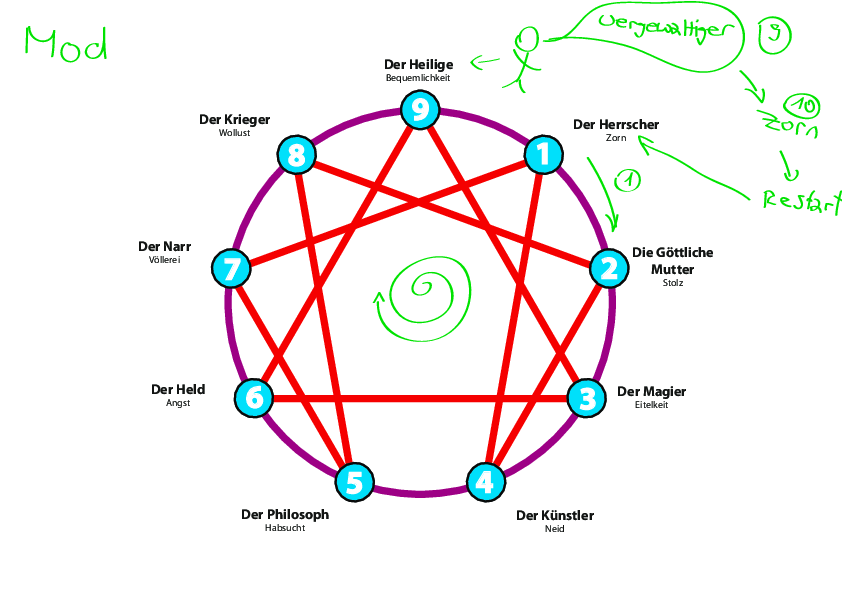 Mod
vergewaltiger
9
10
Zorn
Restart
1
Der Heilige
Bequemlichkeit
9
Der Krieger
Wollust
8
Der Herrscher
Zorn
1
Der Narr
Völlerei
7
Die Göttliche
Mutter
Stolz
2
Der Held
Angst
6
Der Magier
Eitelkeit
3
Der Philosoph
Habsucht
5
Der Künstler
Neid
4